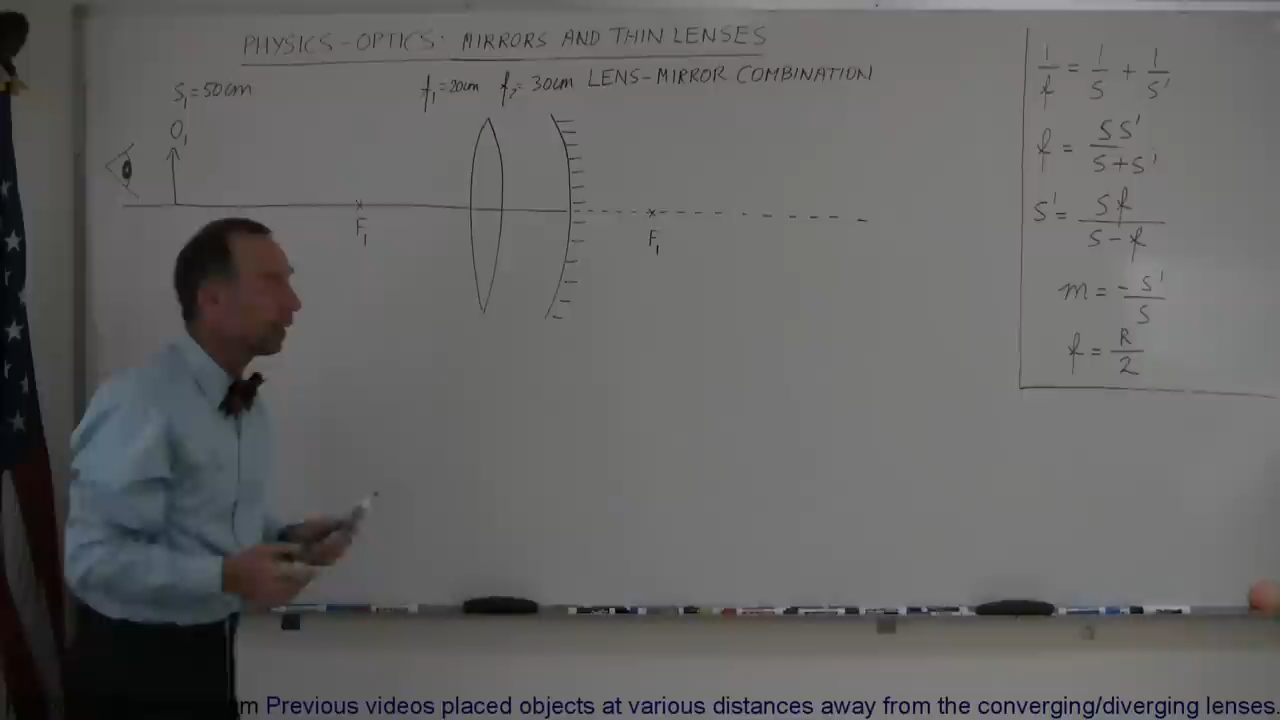 PHYSICS-OPTICS: MIRRORS AND THIN LENSES
S₁=50cm
f₁=20cm f₂=30cm LENS-MIRROR COMBINATION
O₁
F₁
F₁
1/f = 1/S + 1/S'
f = SS'/S+S'
S' = Sf/S-f
m = -S'/S
f = R/2
m Previous videos placed objects at various distances away from the converging/diverging lenses.